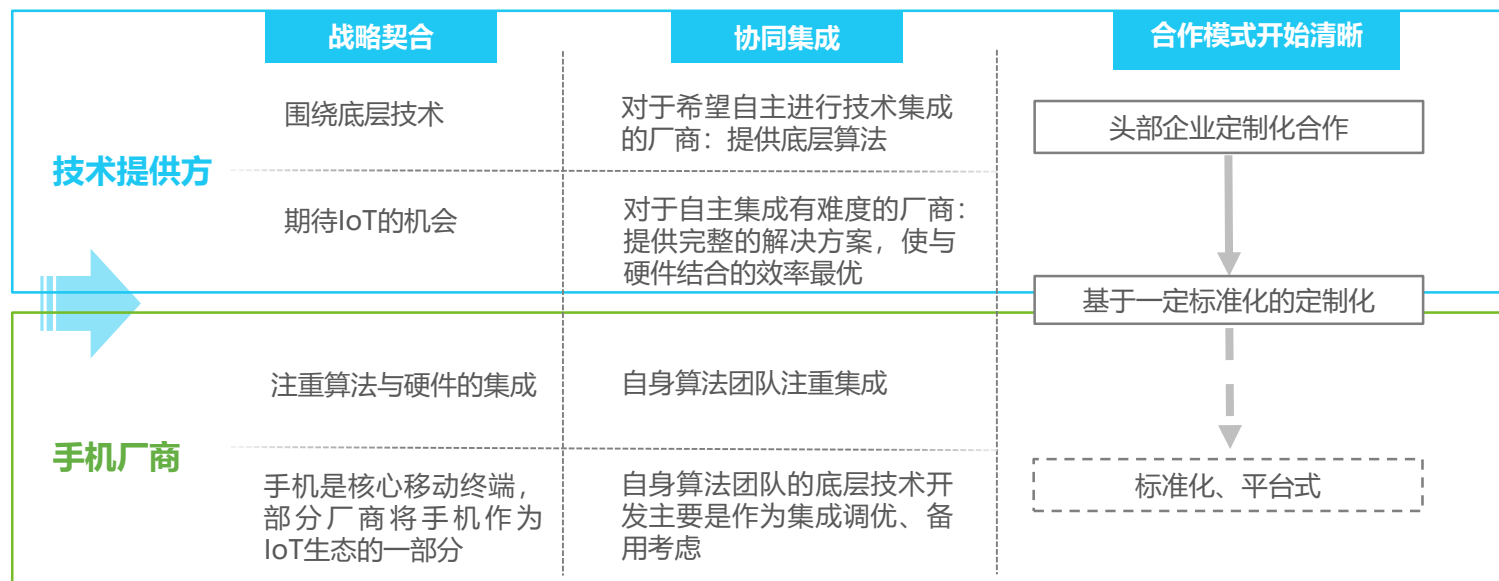 战略契合
协同集成
合作模式开始清晰
技术提供方
围绕底层技术
对于希望自主进行技术集成
的厂商：提供底层算法
头部企业定制化合作
期待IoT的机会
对于自主集成有难度的厂商：
提供完整的解决方案，使与
硬件结合的效率最优
基于一定标准化的定制化
手机厂商
注重算法与硬件的集成
自身算法团队注重集成
手机是核心移动终端，
部分厂商将手机作为
IoT生态的一部分
自身算法团队的底层技术开
发主要是作为集成调优、备
用考虑
标准化、平台式